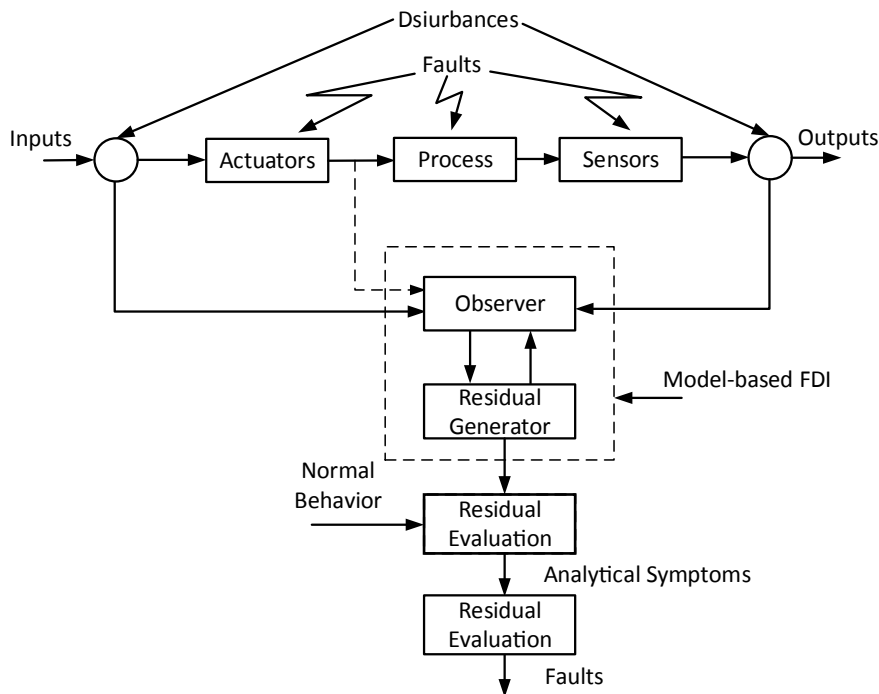 Dsiurbances
Faults
Inputs
Outputs
Actuators
Process
Sensors
Observer
Model-based FDI
Residual
Generator
Normal
Behavior
Residual
Evaluation
Analytical Symptoms
Residual
Evaluation
Faults